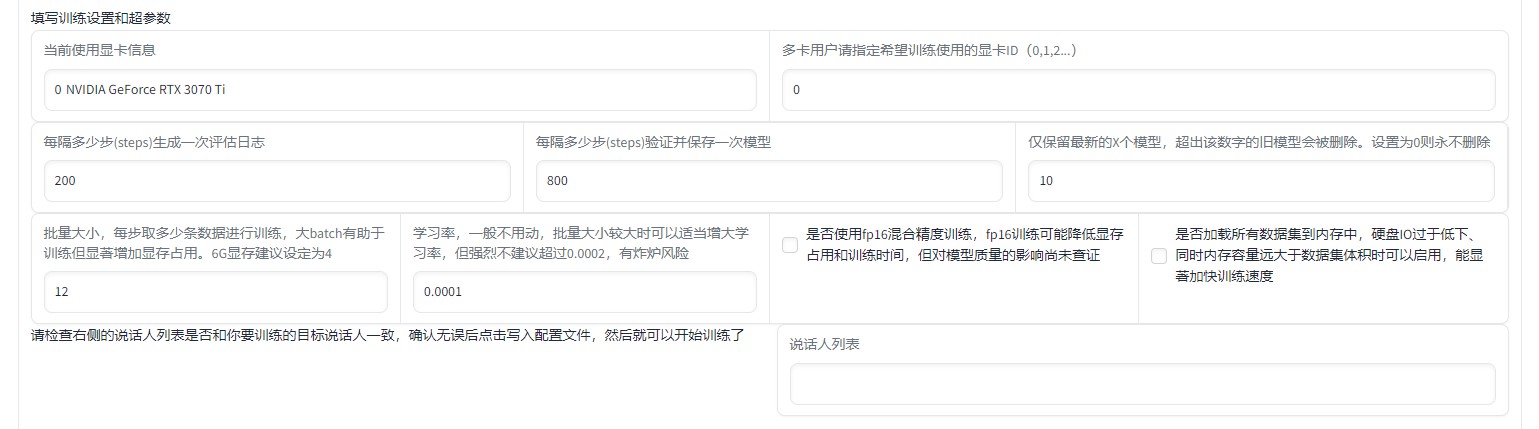 填写训练设置和超参数
当前使用显卡信息
多卡用户请指定希望训练使用的显卡ID（0,1,2...）
0 NVIDIA GeForce RTX 3070 Ti
0
每隔多少步(steps)生成一次评估日志
每隔多少步(steps)验证并保存一次模型
仅保留最新的X个模型，超出该数字的旧模型会被删除。设置为0则永不删除
200
800
10
批量大小，每步取多少条数据进行训练，大batch有助于
训练但显著增加显存占用。6G显存建议设定为4
12
学习率，一般不用动，批量大小较大时可以适当增大学
习率，但强烈不建议超过0.0002，有炸炉风险
0.0001
是否使用fp16混合精度训练，fp16训练可能降低显存
占用和训练时间，但对模型质量的影响尚未查证
是否加载所有数据集到内存中，硬盘IO过于低下、
同时内存容量远大于数据集体积时可以启用，能显
著加快训练速度
请检查右侧的说话人列表是否和你要训练的目标说话人一致，确认无误后点击写入配置文件，然后就可以开始训练了
说话人列表